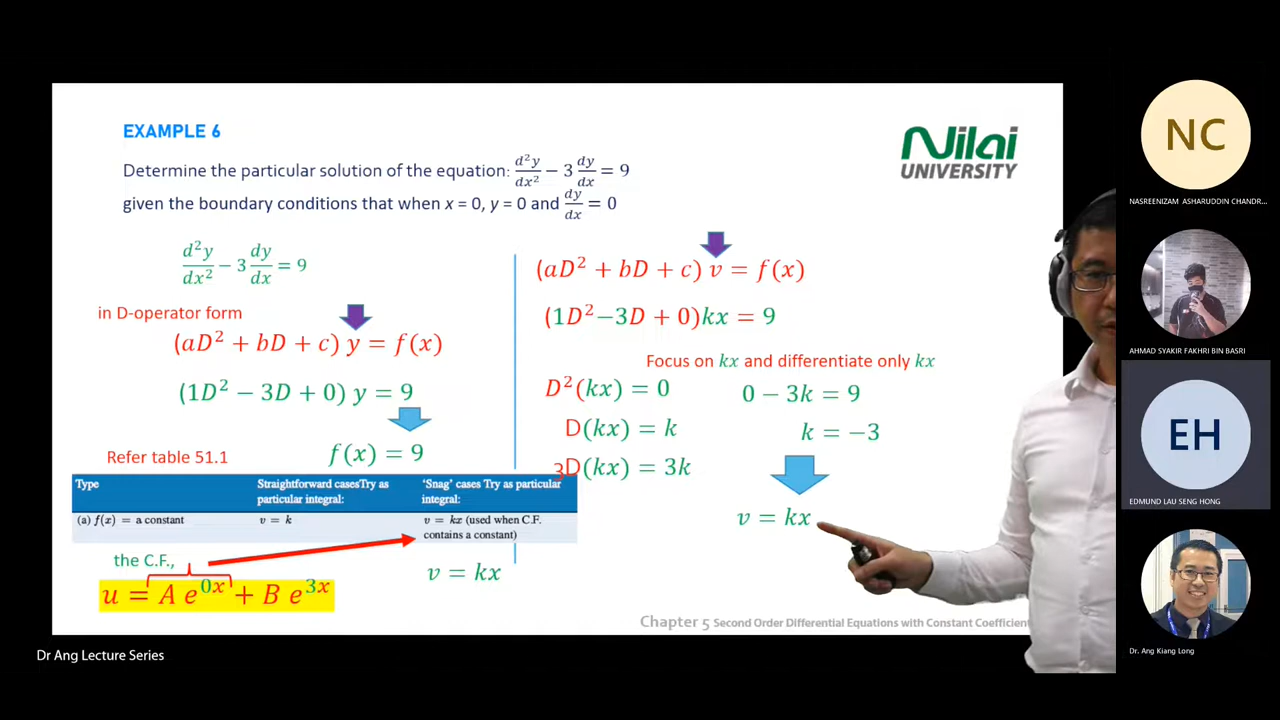 EXAMPLE 6
Nilai
UNIVERSITY
Determine the particular solution of the equation: d²y/dx² − 3 dy/dx = 9
given the boundary conditions that when x = 0, y = 0 and dy/dx = 0
d²y/dx² − 3 dy/dx = 9
in D-operator form
(aD² + bD + c) y = f(x)
(1D² − 3D + 0) y = 9
f(x) = 9
Refer table 51.1
Type
Straightforward casesTry as
particular integral:
'Snag' cases Try as particular
integral:
(a) f(x) = a constant
v = k
v = kx (used when C.F.
contains a constant)
the C.F.,
u = A e^0x + B e^3x
v = kx
(aD² + bD + c) v = f(x)
(1D²−3D + 0)kx = 9
Focus on kx and differentiate only kx
D²(kx) = 0
D(kx) = k
3D(kx) = 3k
0 − 3k = 9
k = −3
v = kx
Chapter 5 Second Order Differential Equations with Constant Coefficien
Dr Ang Lecture Series
NC
NASREENIZAM ASHARUDDIN CHANDR...
AHMAD SYAKIR FAKHRI BIN BASRI
EH
EDMUND LAU SENG HONG
Dr. Ang Kiang Long